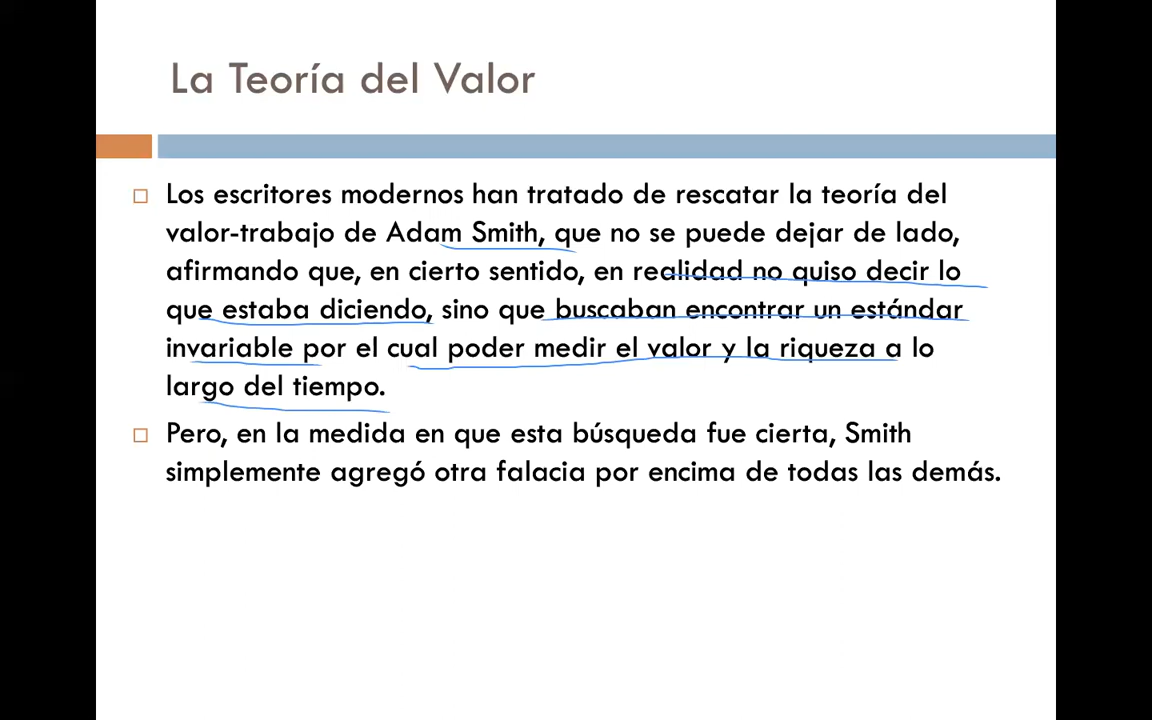 La Teoría del Valor
Los escritores modernos han tratado de rescatar la teoría del
valor-trabajo de Adam Smith, que no se puede dejar de lado,
afirmando que, en cierto sentido, en realidad no quiso decir lo
que estaba diciendo, sino que buscaban encontrar un estándar
invariable por el cual poder medir el valor y la riqueza a lo
largo del tiempo.
Pero, en la medida en que esta búsqueda fue cierta, Smith
simplemente agregó otra falacia por encima de todas las demás.